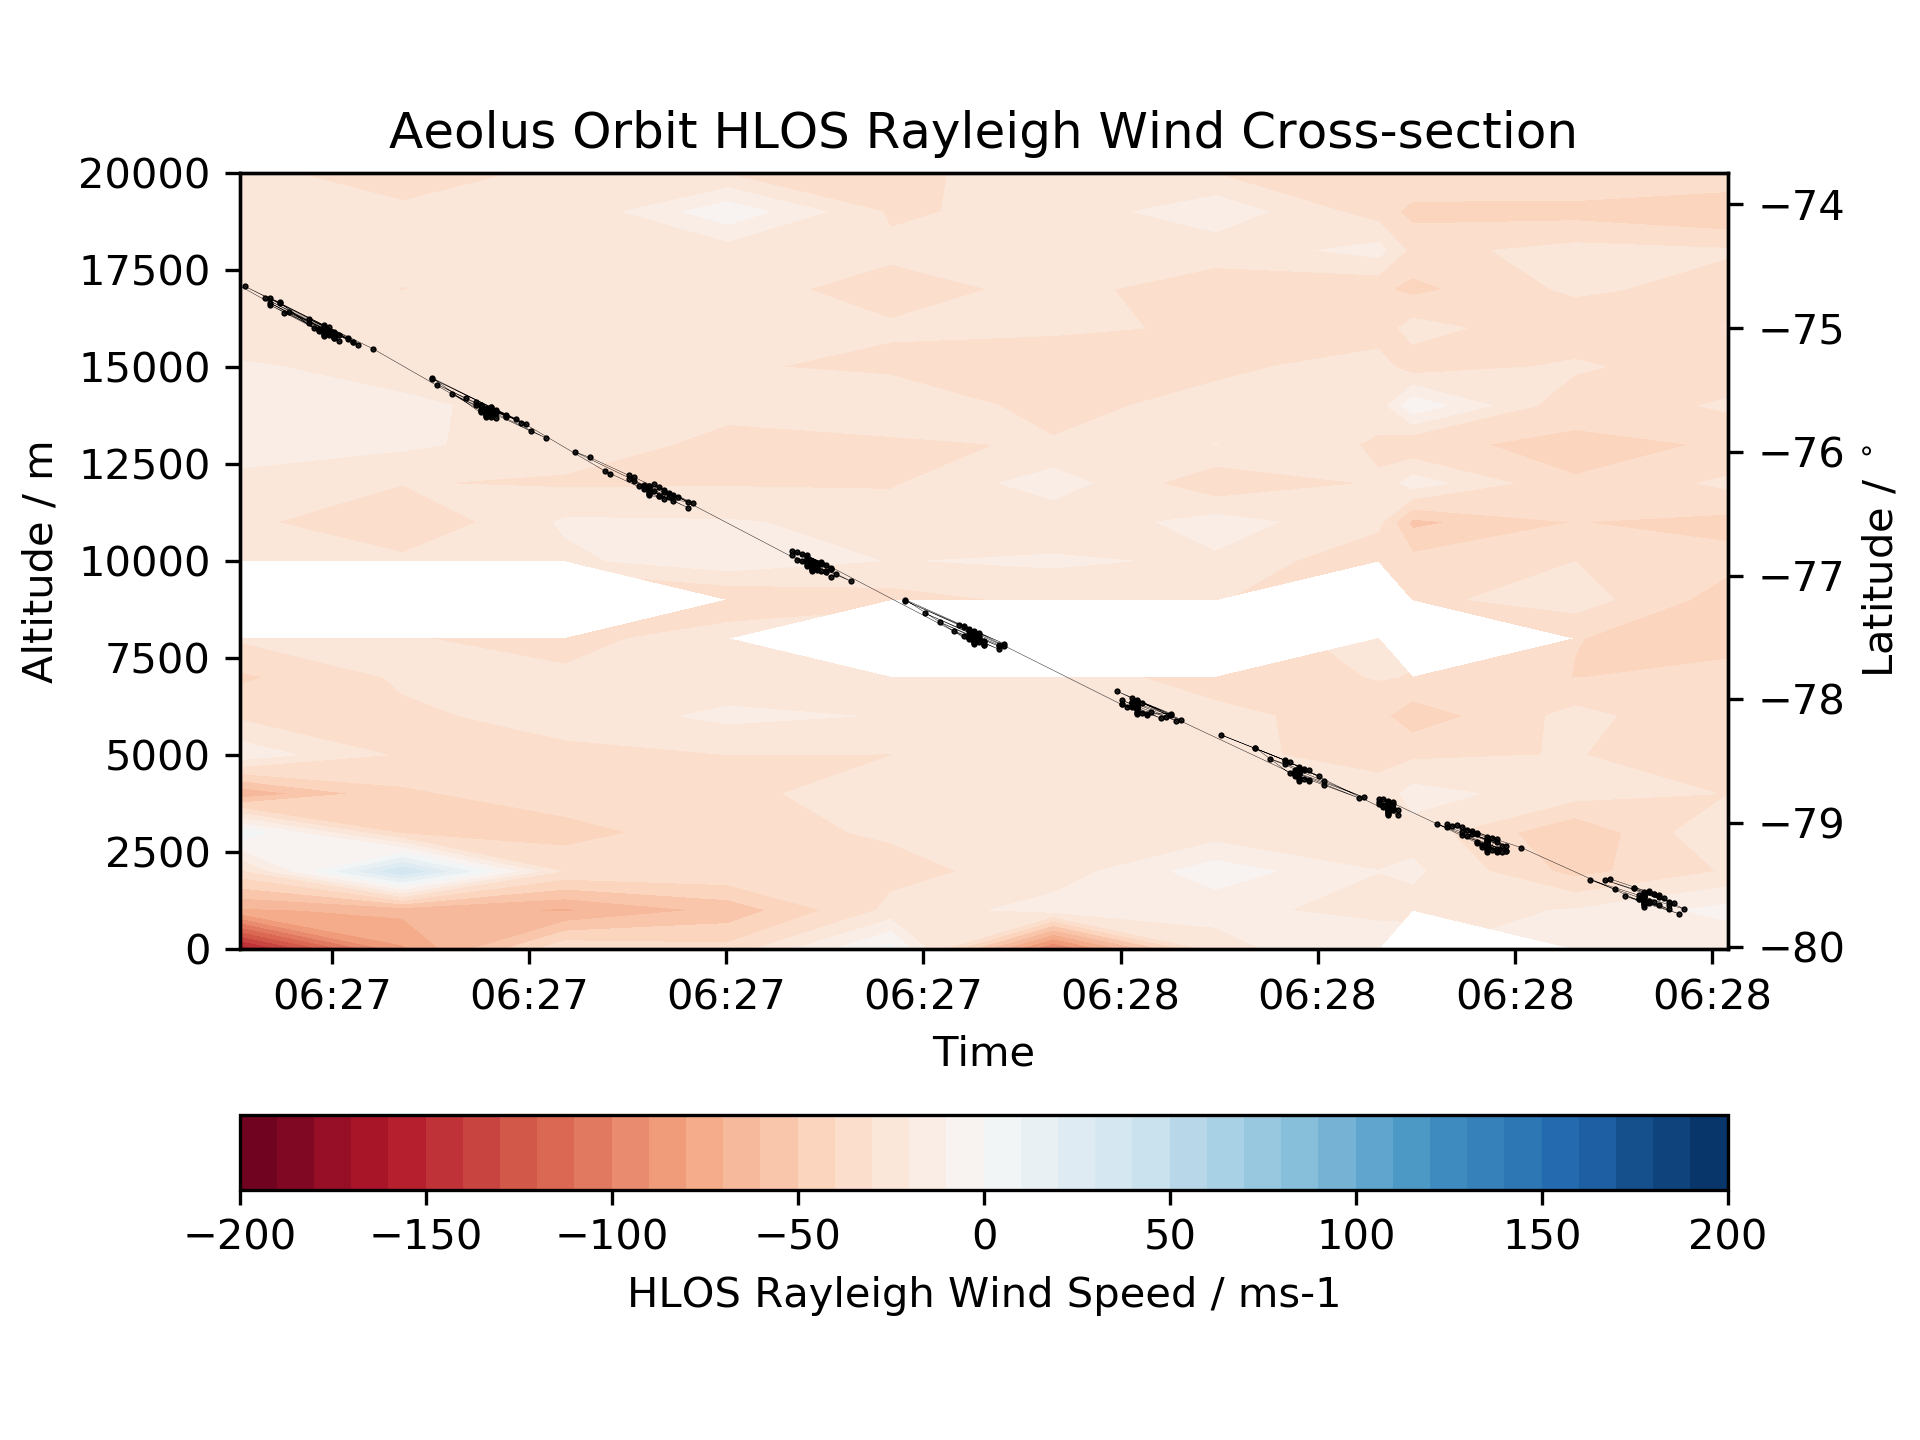 Aeolus Orbit HLOS Rayleigh Wind Cross-section
20000
17500
15000
12500
10000
7500
5000
2500
0
Altitude / m
−74
−75
−76
−77
−78
−79
−80
Latitude / °
06:27 06:27 06:27 06:27 06:28 06:28 06:28 06:28
Time
−200 −150 −100 −50 0 50 100 150 200
HLOS Rayleigh Wind Speed / ms-1